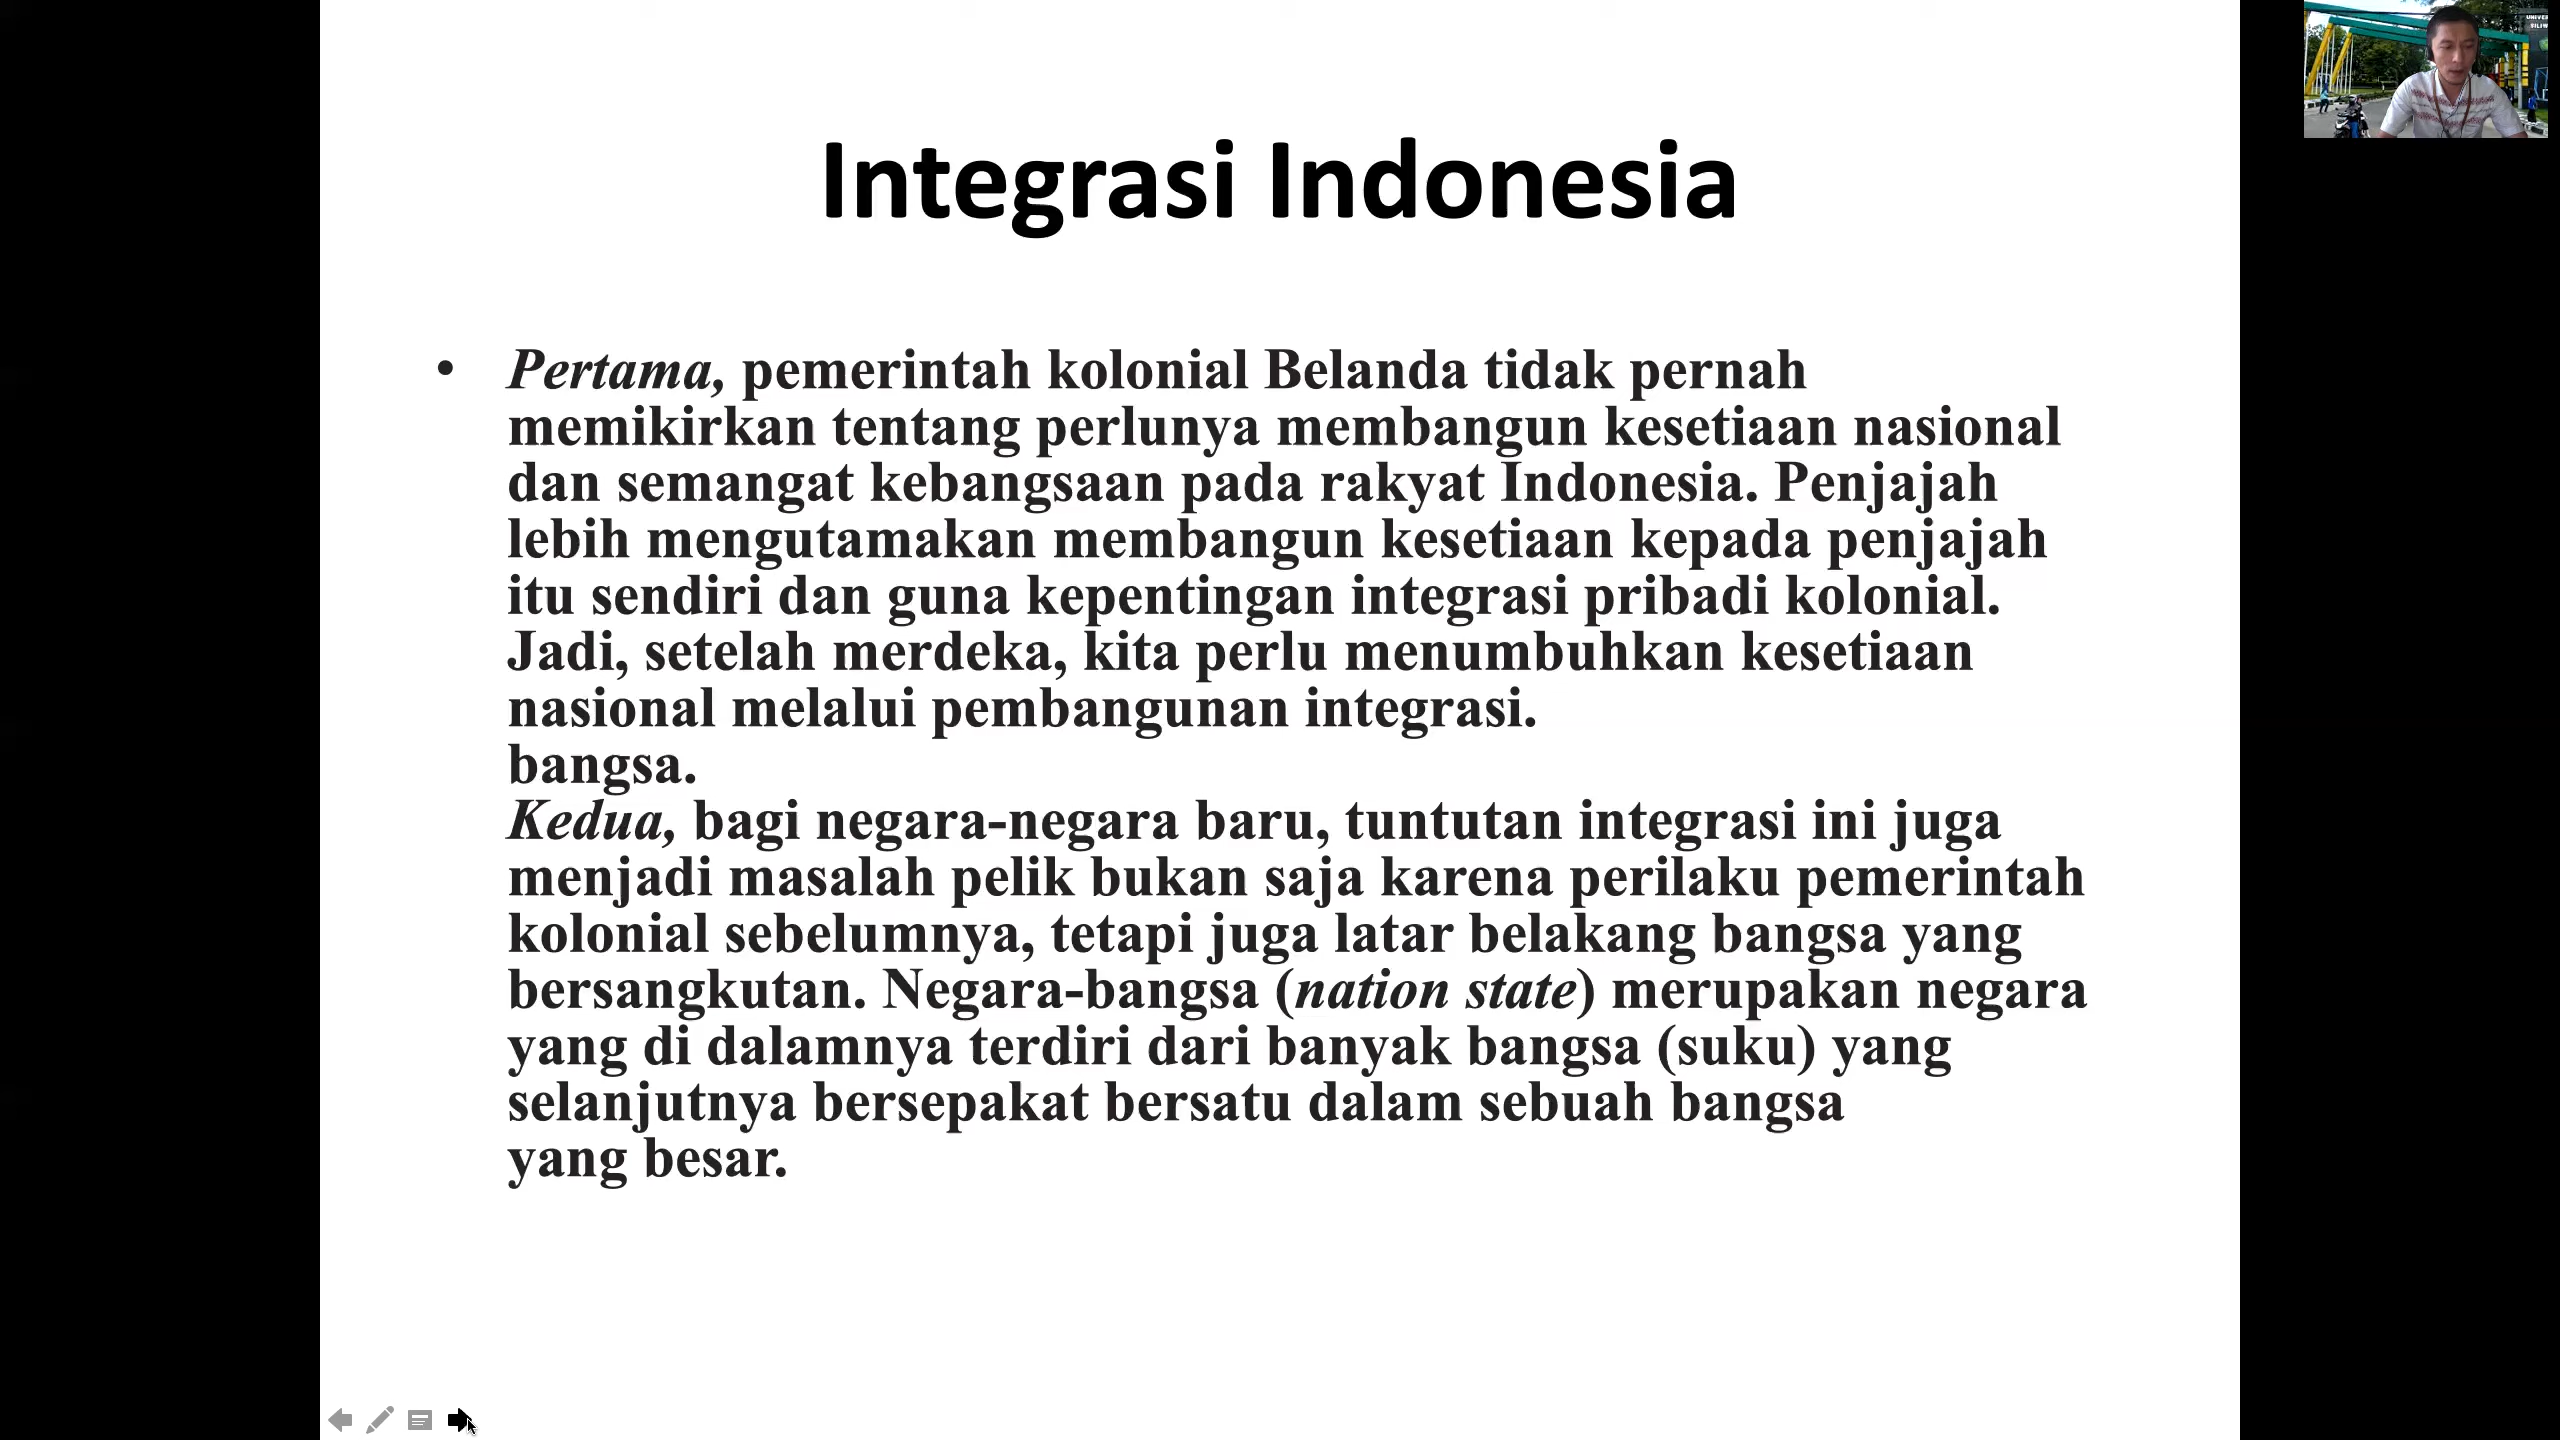 Integrasi Indonesia
• Pertama, pemerintah kolonial Belanda tidak pernah
memikirkan tentang perlunya membangun kesetiaan nasional
dan semangat kebangsaan pada rakyat Indonesia. Penjajah
lebih mengutamakan membangun kesetiaan kepada penjajah
itu sendiri dan guna kepentingan integrasi pribadi kolonial.
Jadi, setelah merdeka, kita perlu menumbuhkan kesetiaan
nasional melalui pembangunan integrasi.
bangsa.
Kedua, bagi negara-negara baru, tuntutan integrasi ini juga
menjadi masalah pelik bukan saja karena perilaku pemerintah
kolonial sebelumnya, tetapi juga latar belakang bangsa yang
bersangkutan. Negara-bangsa (nation state) merupakan negara
yang di dalamnya terdiri dari banyak bangsa (suku) yang
selanjutnya bersepakat bersatu dalam sebuah bangsa
yang besar.